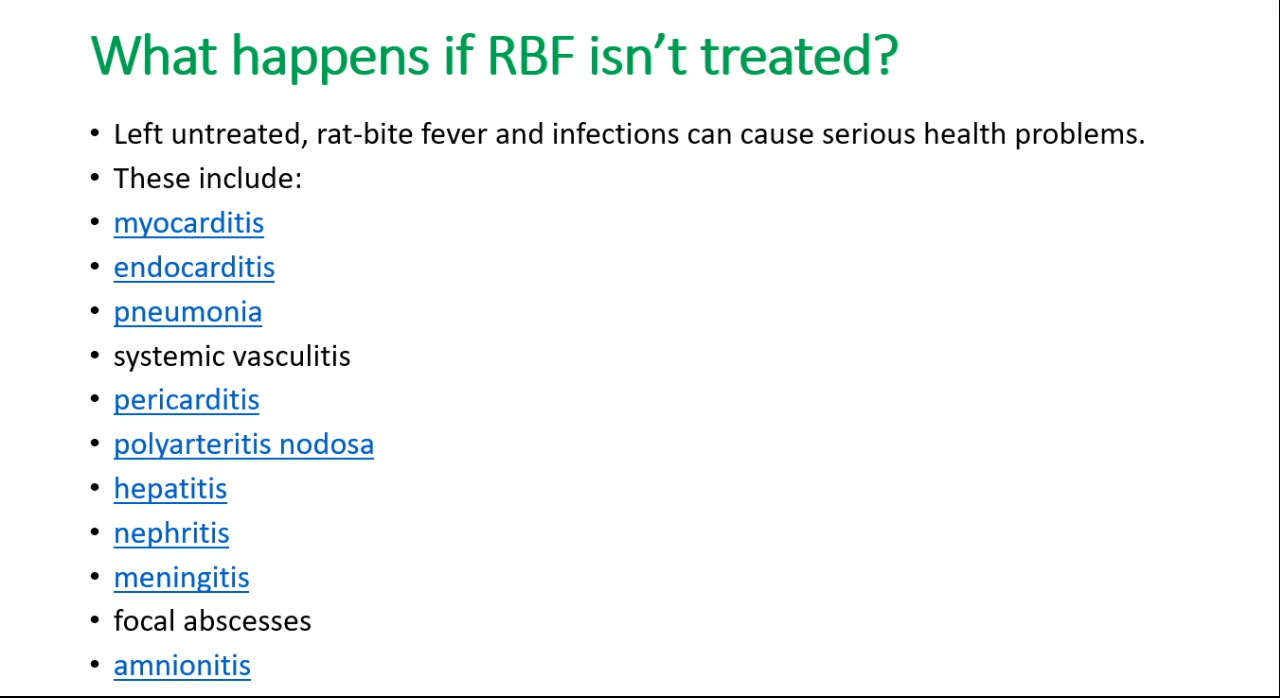 What happens if RBF isn’t treated?
• Left untreated, rat-bite fever and infections can cause serious health problems.
• These include:
• myocarditis
• endocarditis
• pneumonia
• systemic vasculitis
• pericarditis
• polyarteritis nodosa
• hepatitis
• nephritis
• meningitis
• focal abscesses
• amnionitis